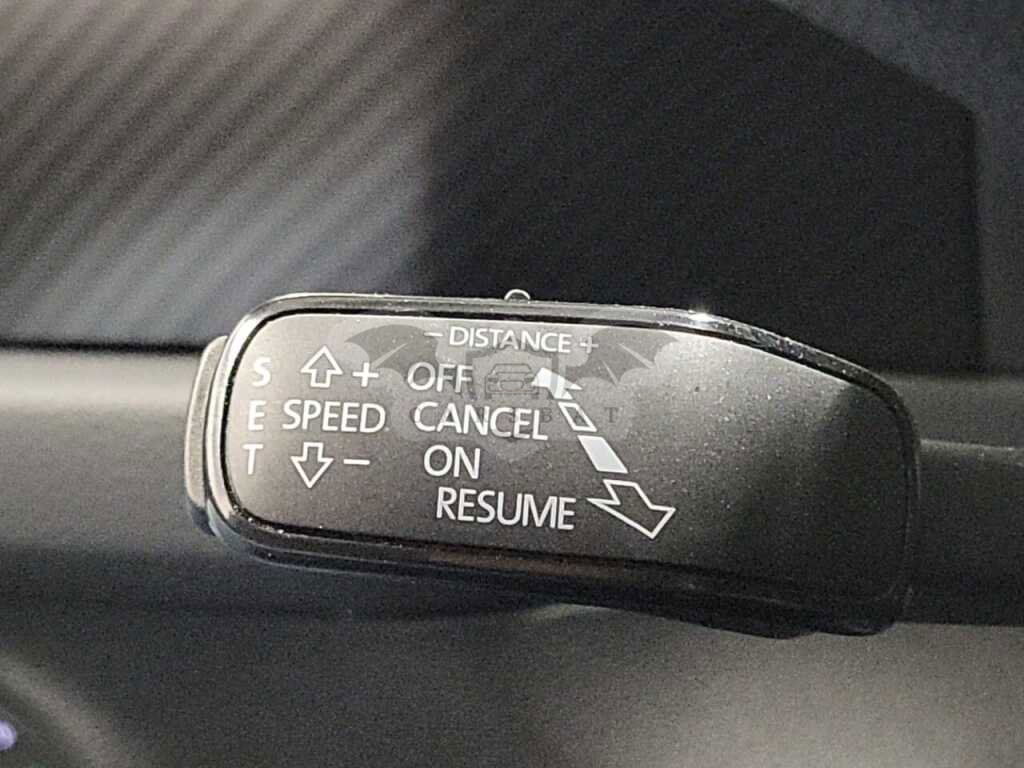 - DISTANCE +
S + OFF
E SPEED CANCEL
T - ON
RESUME